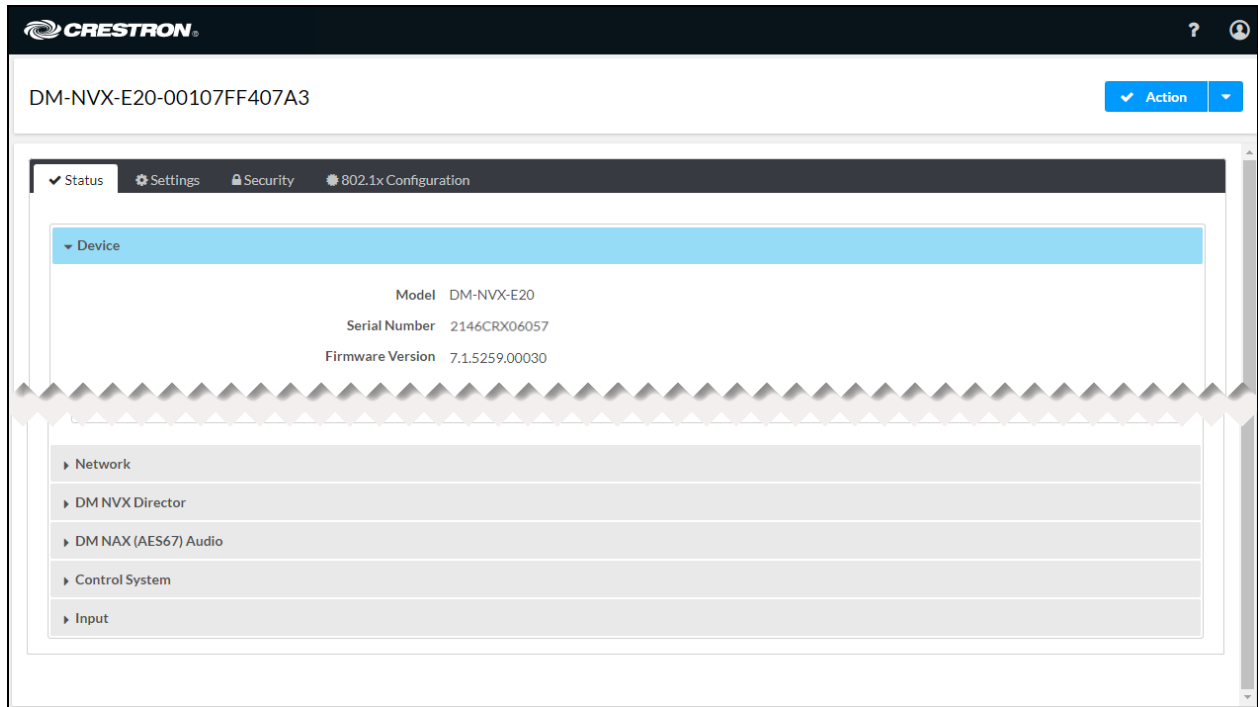 CRESTRON®
?
DM-NVX-E20-00107FF407A3
Action
Status Settings Security 802.1x Configuration
Device
Model DM-NVX-E20
Serial Number 2146CRX06057
Firmware Version 7.1.5259.00030
Network
DM NVX Director
DM NAX (AES67) Audio
Control System
Input